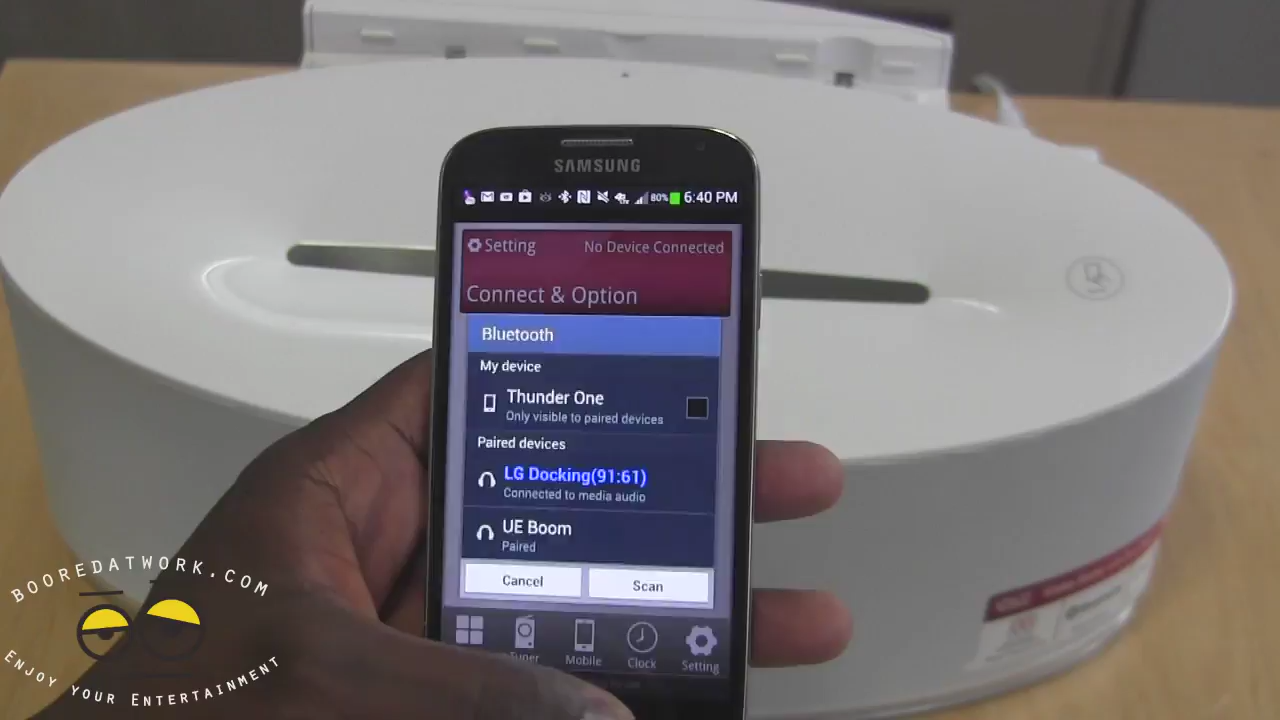 SAMSUNG
80% 6:40 PM
Setting No Device Connected
Connect & Option
Bluetooth
My device
Thunder One
Only visible to paired devices
Paired devices
LG Docking(91:61)
Connected to media audio
UE Boom
Paired
Cancel Scan
Tuner Mobile Clock Setting
BOOREDATWORK.COM
ENJOY YOUR ENTERTAINMENT